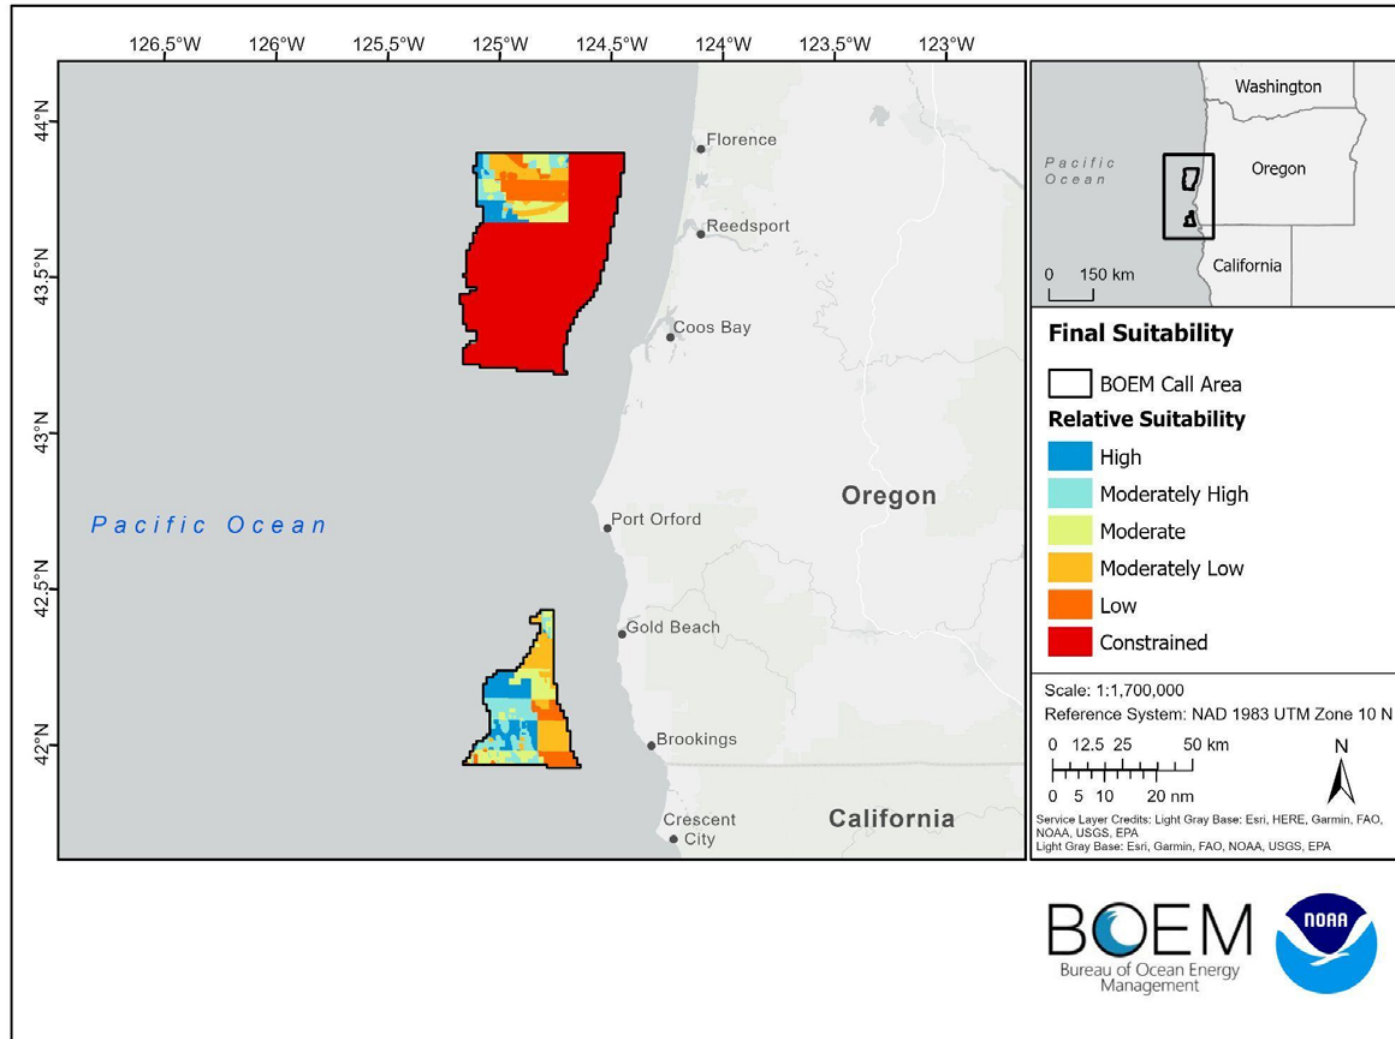 126.5°W 126°W 125.5°W 125°W 124.5°W 124°W 123.5°W 123°W
44°N
43.5°N
43°N
42.5°N
42°N
Florence
Reedsport
Coos Bay
Oregon
Pacific Ocean
Port Orford
Gold Beach
Brookings
California
Crescent
City
Washington
Pacific
Ocean
Oregon
California
0 150 km
Final Suitability
BOEM Call Area
Relative Suitability
High
Moderately High
Moderate
Moderately Low
Low
Constrained
Scale: 1:1,700,000
Reference System: NAD 1983 UTM Zone 10 N
0 12.5 25 50 km
0 5 10 20 nm
N
Service Layer Credits: Light Gray Base: Esri, HERE, Garmin, FAO,
NOAA, USGS, EPA
Light Gray Base: Esri, Garmin, FAO, NOAA, USGS, EPA
BOEM
Bureau of Ocean Energy
Management
NOAA